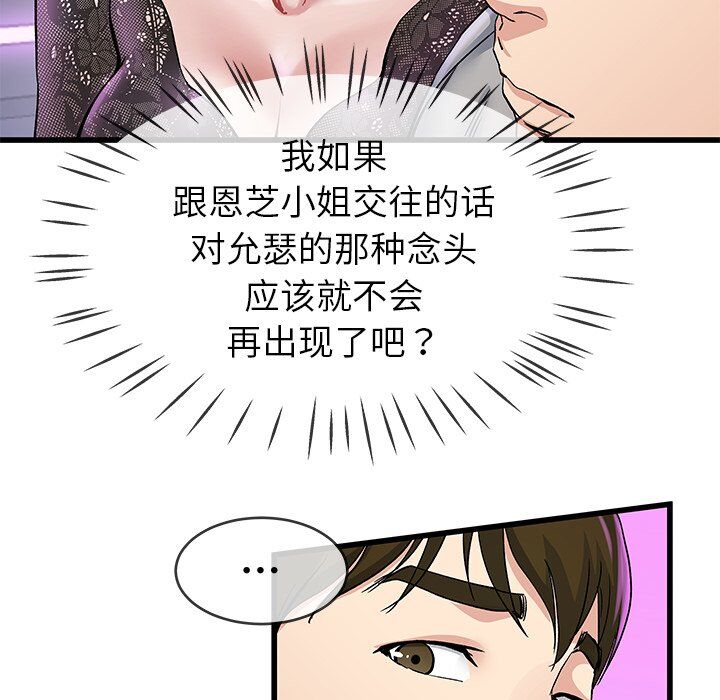 我如果
跟恩芝小姐交往的话
对允瑟的那种念头
应该就不会
再出现了吧？
…